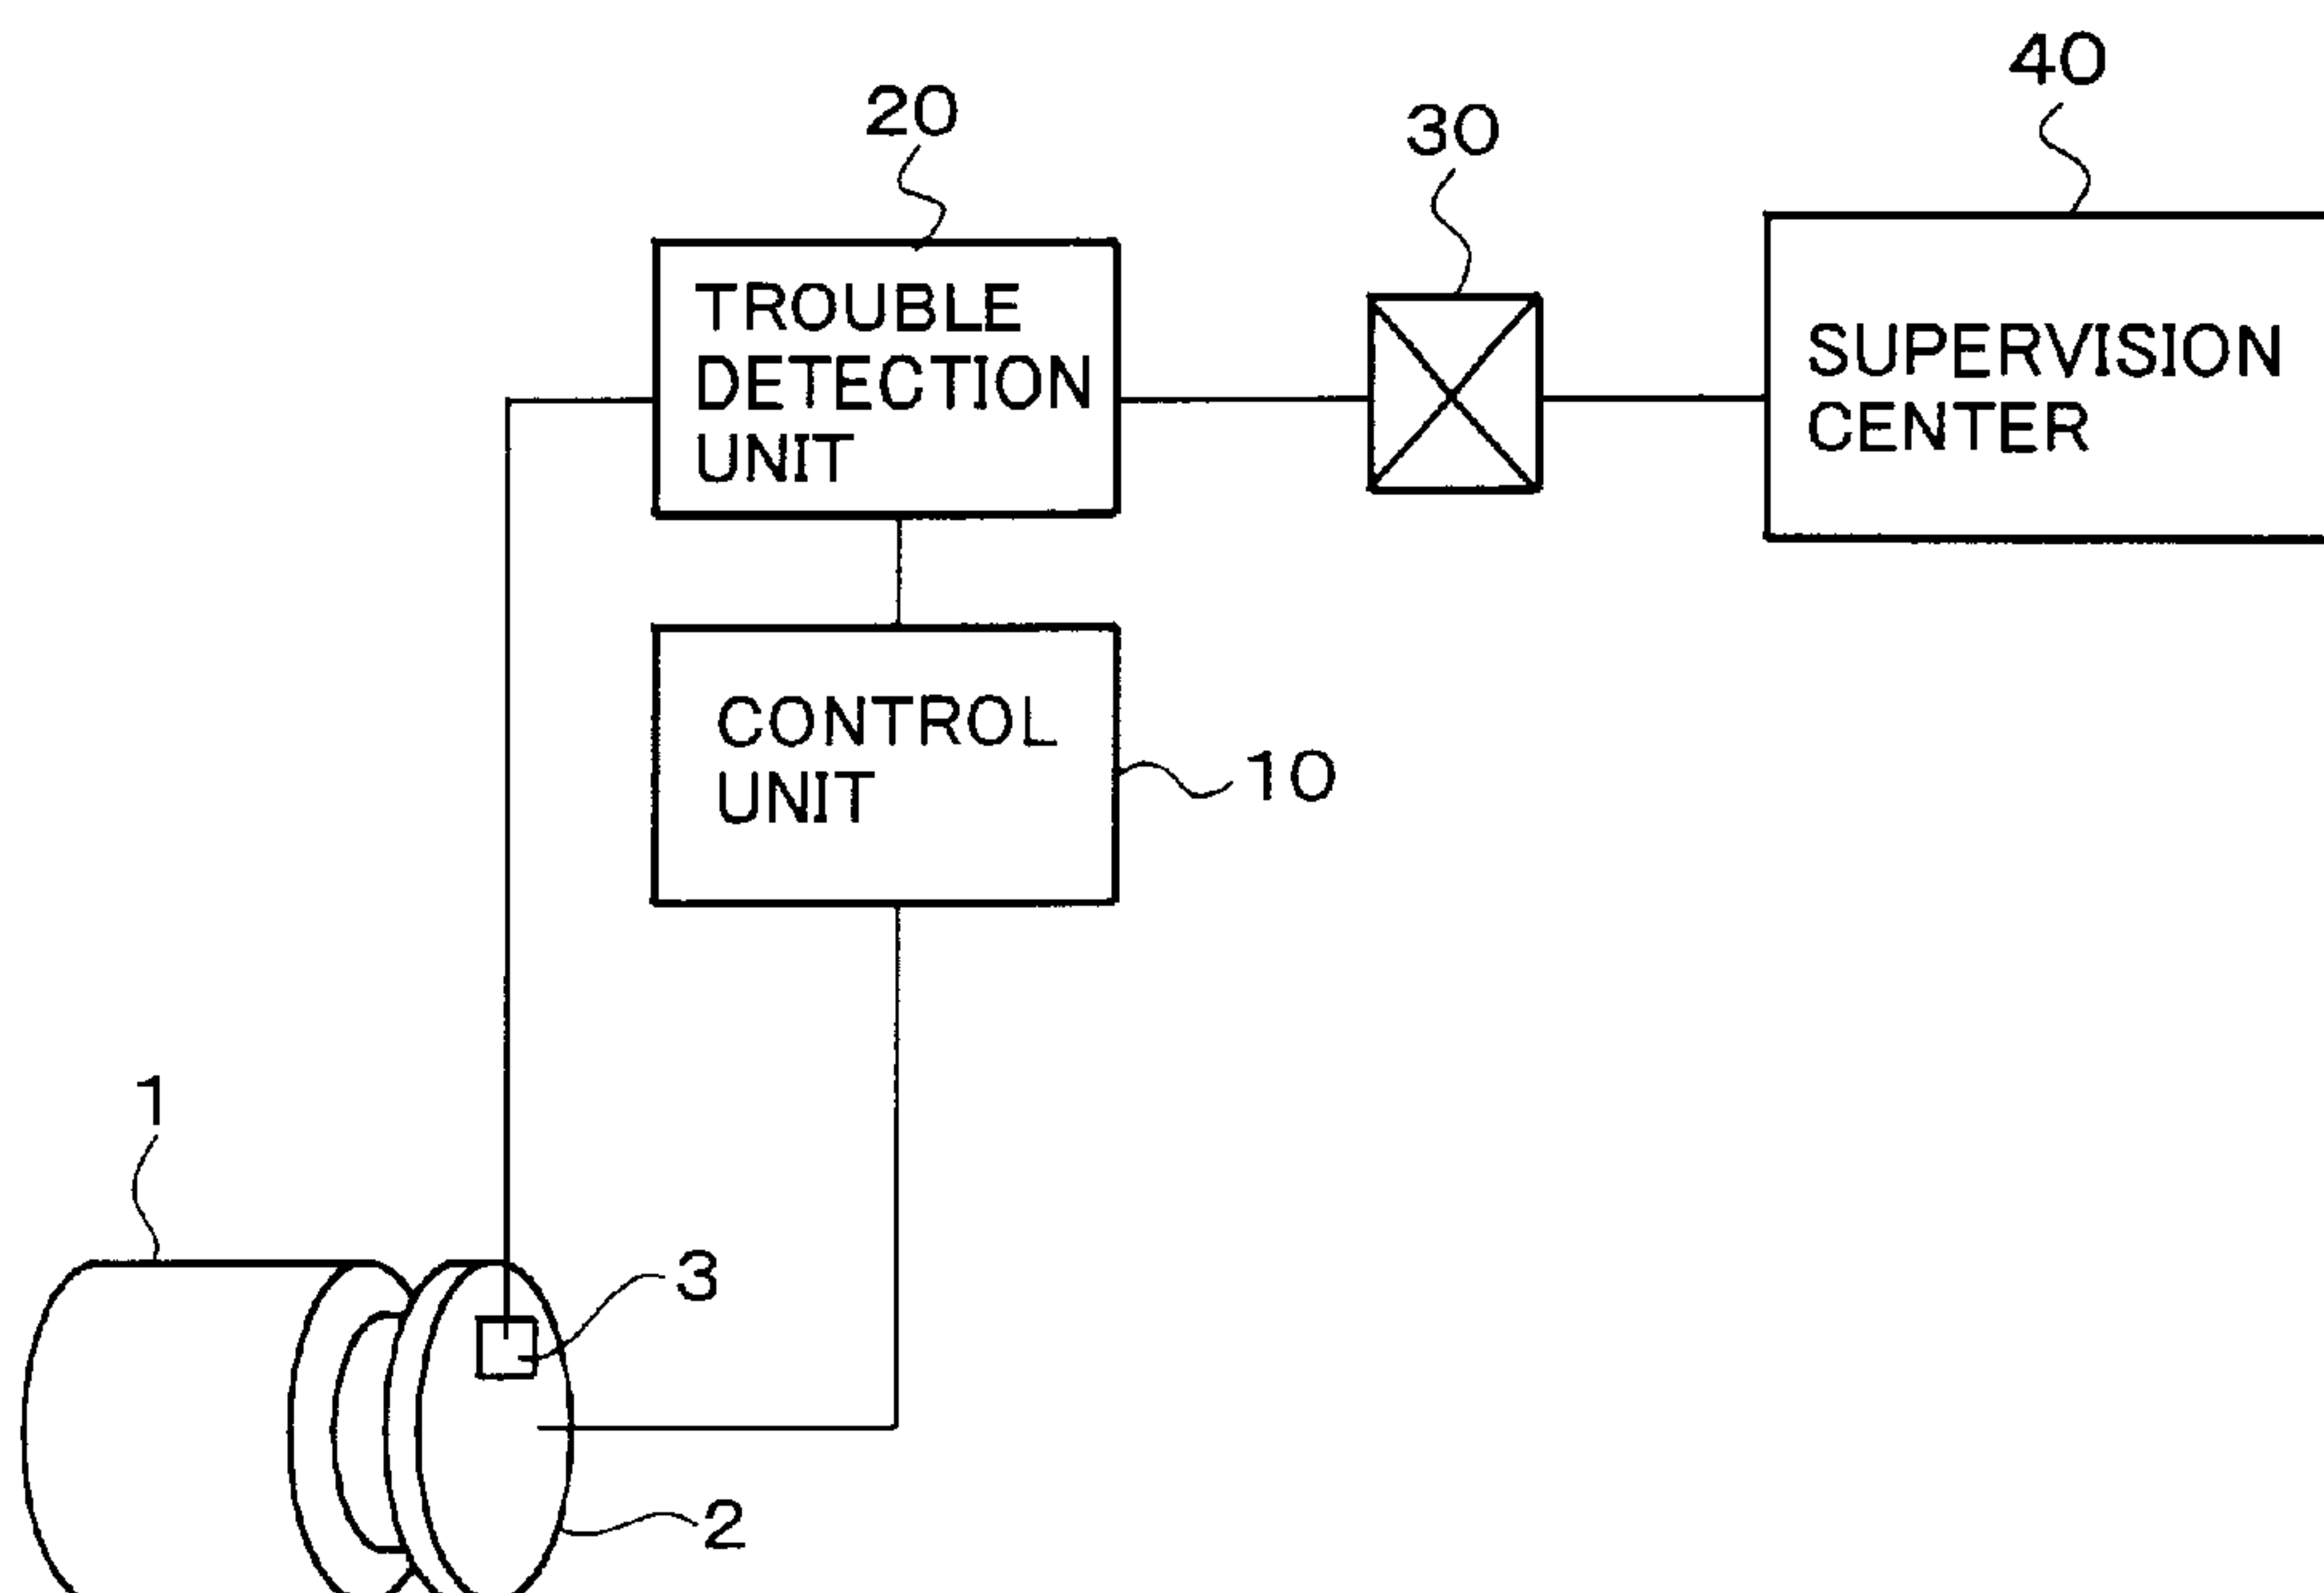 40
20
30
TROUBLE
DETECTION
UNIT
SUPERVISION
CENTER
CONTROL
UNIT
10
1
3
2